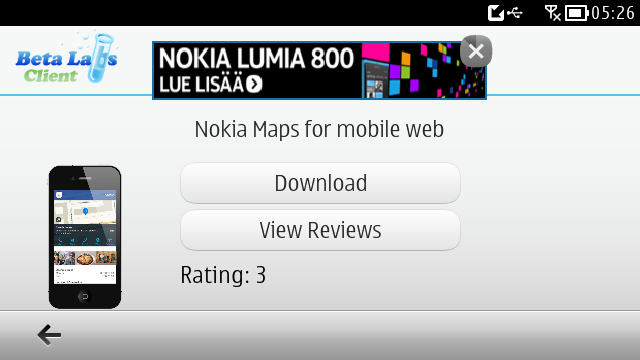 05:26
Beta Labs
Client
NOKIA LUMIA 800
LUE LISÄÄ
Nokia Maps for mobile web
Download
View Reviews
Rating: 3